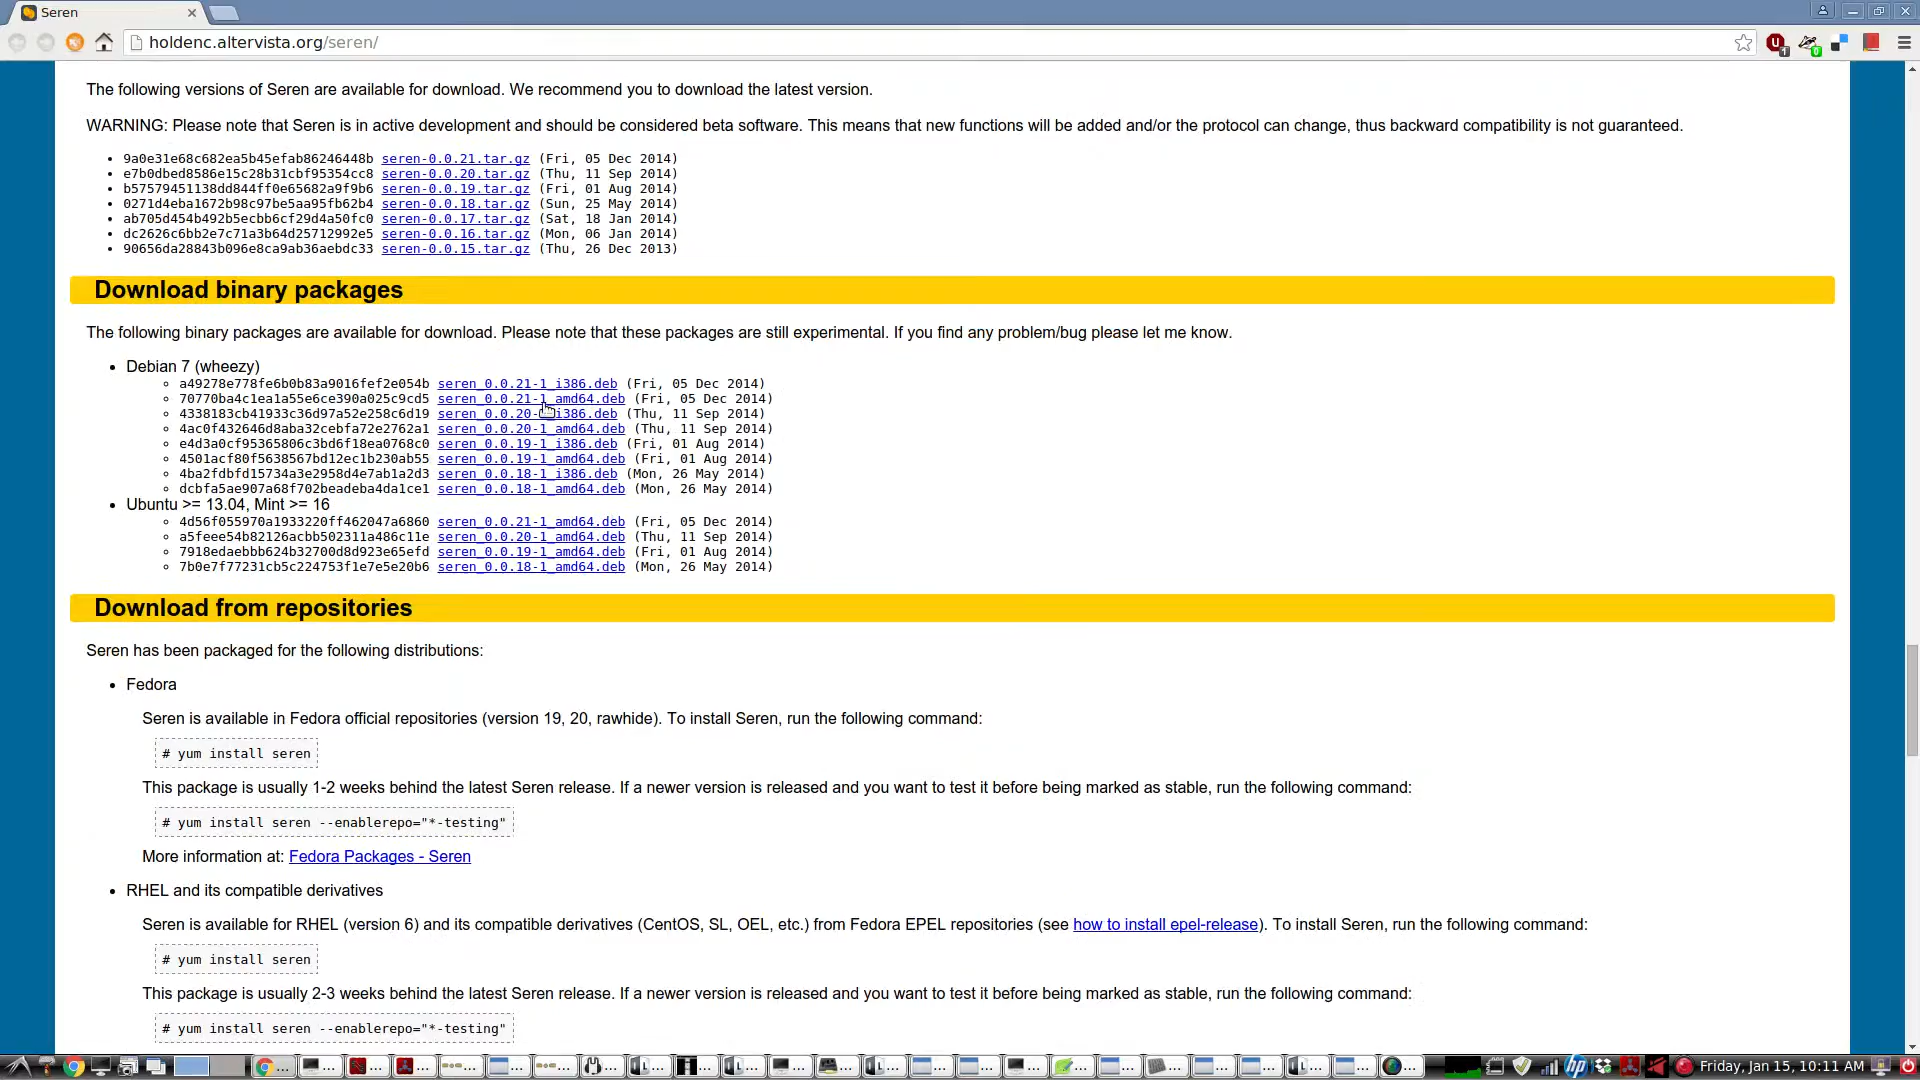 Seren
holdenc.altervista.org/seren/
The following versions of Seren are available for download. We recommend you to download the latest version.
WARNING: Please note that Seren is in active development and should be considered beta software. This means that new functions will be added and/or the protocol can change, thus backward compatibility is not guaranteed.
• 9a0e31e68c682ea5b45efab86246448b seren-0.0.21.tar.gz (Fri, 05 Dec 2014)
• e7b0dbed8586e15c28b31cbf95354cc8 seren-0.0.20.tar.gz (Thu, 11 Sep 2014)
• b57579451138dd844ff0e65682a9f9b6 seren-0.0.19.tar.gz (Fri, 01 Aug 2014)
• 0271d4eba1672b98c97be5aa95fb62b4 seren-0.0.18.tar.gz (Sun, 25 May 2014)
• ab705d454b492b5ecbb6cf29d4a50fc0 seren-0.0.17.tar.gz (Sat, 18 Jan 2014)
• dc2626c6bb2e7c71a3b64d25712992e5 seren-0.0.16.tar.gz (Mon, 06 Jan 2014)
• 90656da28843b096e8ca9ab36aebdc33 seren-0.0.15.tar.gz (Thu, 26 Dec 2013)
Download binary packages
The following binary packages are available for download. Please note that these packages are still experimental. If you find any problem/bug please let me know.
• Debian 7 (wheezy)
◦ a49278e778fe6b0b83a9016fef2e054b seren_0.0.21-1_i386.deb (Fri, 05 Dec 2014)
◦ 70770ba4c1ea1a55e6ce390a025c9cd5 seren_0.0.21-1_amd64.deb (Fri, 05 Dec 2014)
◦ 4338183cb41933c36d97a52e258c6d19 seren_0.0.20-1_i386.deb (Thu, 11 Sep 2014)
◦ 4ac0f432646d8aba32cebfa72e2762a1 seren_0.0.20-1_amd64.deb (Thu, 11 Sep 2014)
◦ e4d3a0cf95365806c3bd6f18ea0768c0 seren_0.0.19-1_i386.deb (Fri, 01 Aug 2014)
◦ 4501acf80f5638567bd12ec1b230ab55 seren_0.0.19-1_amd64.deb (Fri, 01 Aug 2014)
◦ 4ba2fdbfd15734a3e2958d4e7ab1a2d3 seren_0.0.18-1_i386.deb (Mon, 26 May 2014)
◦ dcbfa5ae907a68f702beadeba4da1ce1 seren_0.0.18-1_amd64.deb (Mon, 26 May 2014)
• Ubuntu >= 13.04, Mint >= 16
◦ 4d56f055970a1933220ff462047a6860 seren_0.0.21-1_amd64.deb (Fri, 05 Dec 2014)
◦ a5feee54b82126acbb502311a486c11e seren_0.0.20-1_amd64.deb (Thu, 11 Sep 2014)
◦ 7918edaebbb624b32700d8d923e65efd seren_0.0.19-1_amd64.deb (Fri, 01 Aug 2014)
◦ 7b0e7f77231cb5c224753f1e7e5e20b6 seren_0.0.18-1_amd64.deb (Mon, 26 May 2014)
Download from repositories
Seren has been packaged for the following distributions:
• Fedora
Seren is available in Fedora official repositories (version 19, 20, rawhide). To install Seren, run the following command:
# yum install seren
This package is usually 1-2 weeks behind the latest Seren release. If a newer version is released and you want to test it before being marked as stable, run the following command:
# yum install seren --enablerepo="*-testing"
More information at: Fedora Packages - Seren
• RHEL and its compatible derivatives
Seren is available for RHEL (version 6) and its compatible derivatives (CentOS, SL, OEL, etc.) from Fedora EPEL repositories (see how to install epel-release). To install Seren, run the following command:
# yum install seren
This package is usually 2-3 weeks behind the latest Seren release. If a newer version is released and you want to test it before being marked as stable, run the following command:
# yum install seren --enablerepo="*-testing"
Friday, Jan 15, 10:11 AM